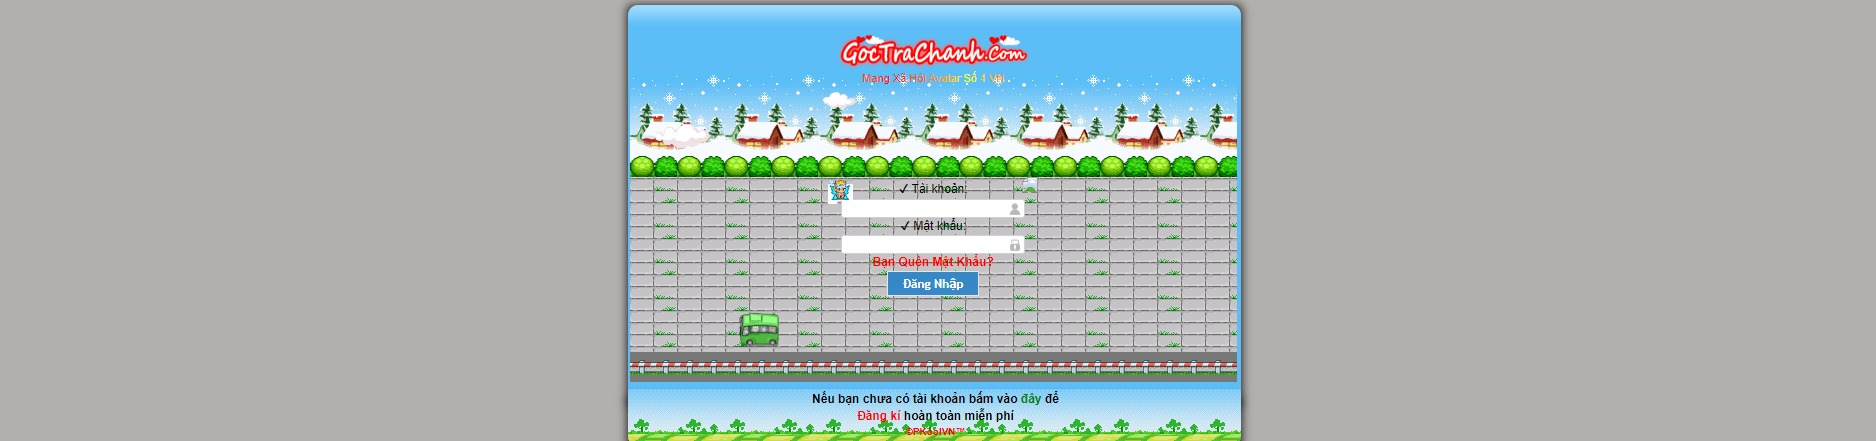 GocTraChanh.Com
Mạng Xã Hội Avatar Số 1 VN
✓ Tài khoản:
✓ Mật khẩu:
Bạn Quên Mật Khẩu?
Đăng Nhập
Nếu bạn chưa có tài khoản bấm vào đây để
Đăng kí hoàn toàn miễn phí